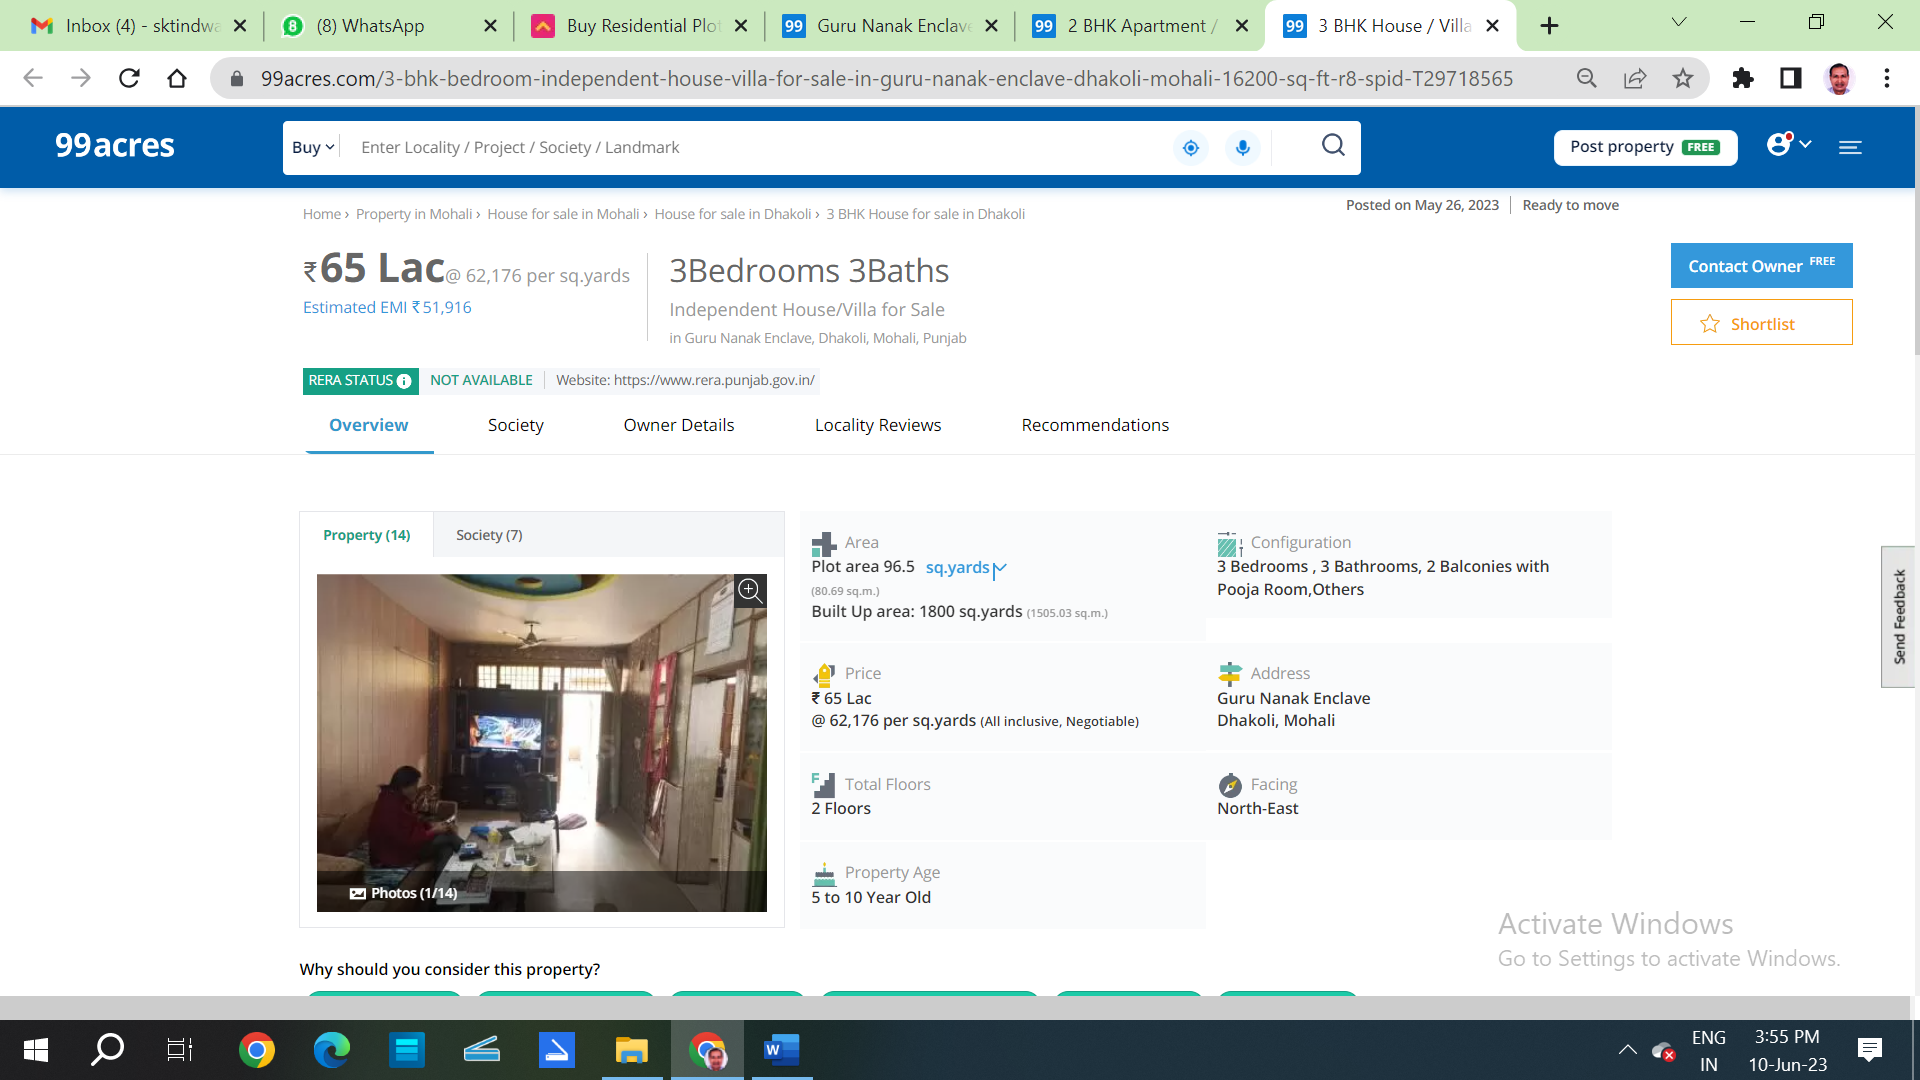 Inbox (4) - sktindwa
(8) WhatsApp
Buy Residential Plot
99 Guru Nanak Enclave
99 2 BHK Apartment /
99 3 BHK House / Villa
99acres.com/3-bhk-bedroom-independent-house-villa-for-sale-in-guru-nanak-enclave-dhakoli-mohali-16200-sq-ft-r8-spid-T29718565
99acres
Buy
Enter Locality / Project / Society / Landmark
Post property FREE
Home › Property in Mohali › House for sale in Mohali › House for sale in Dhakoli › 3 BHK House for sale in Dhakoli
Posted on May 26, 2023 | Ready to move
₹65 Lac@ 62,176 per sq.yards
Estimated EMI ₹51,916
3Bedrooms 3Baths
Independent House/Villa for Sale
in Guru Nanak Enclave, Dhakoli, Mohali, Punjab
Contact Owner FREE
Shortlist
RERA STATUS i NOT AVAILABLE | Website: https://www.rera.punjab.gov.in/
Overview
Society
Owner Details
Locality Reviews
Recommendations
Property (14)
Society (7)
Photos (1/14)
Area
Plot area 96.5 sq.yards
(80.69 sq.m.)
Built Up area: 1800 sq.yards (1505.03 sq.m.)
Configuration
3 Bedrooms , 3 Bathrooms, 2 Balconies with
Pooja Room,Others
Price
₹ 65 Lac
@ 62,176 per sq.yards (All inclusive, Negotiable)
Address
Guru Nanak Enclave
Dhakoli, Mohali
Total Floors
2 Floors
Facing
North-East
Property Age
5 to 10 Year Old
Send Feedback
Why should you consider this property?
Activate Windows
Go to Settings to activate Windows.
ENG
IN
3:55 PM
10-Jun-23